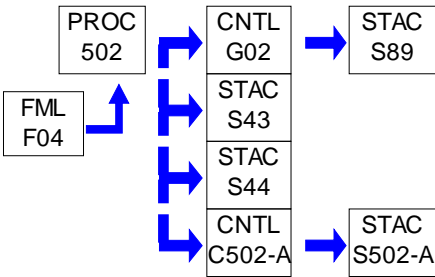 PROC
502
CNTL
G02
STAC
S89
FML
F04
STAC
S43
STAC
S44
CNTL
C502-A
STAC
S502-A